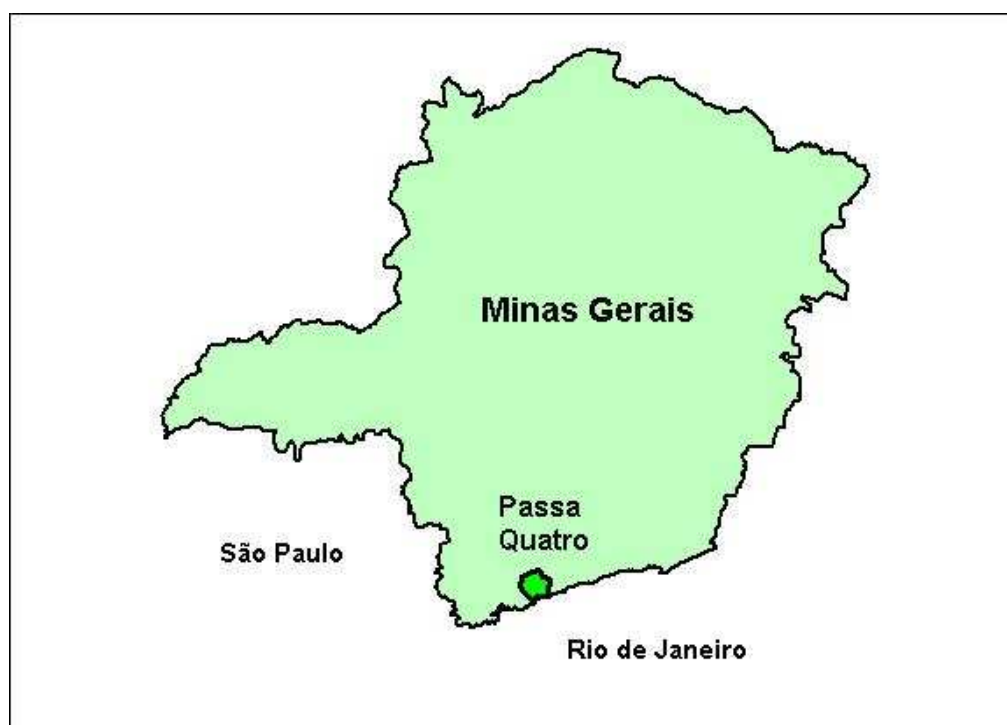 Minas Gerais
Passa
Quatro
São Paulo
Rio de Janeiro